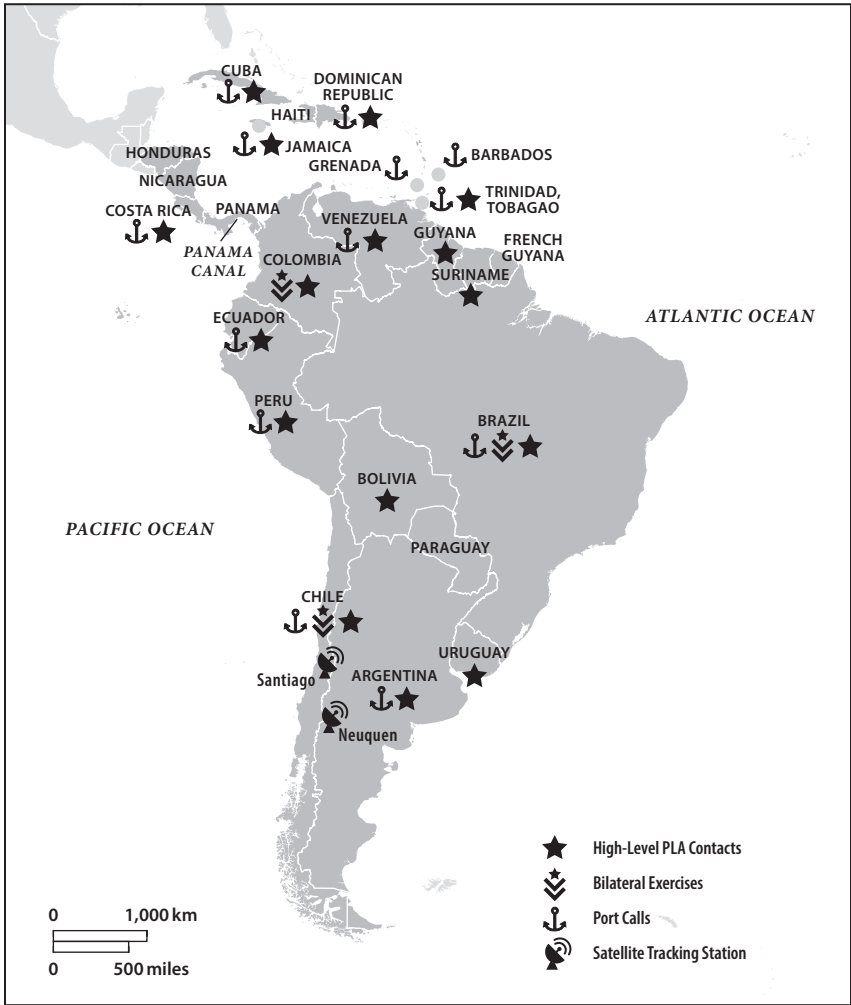 CUBA
DOMINICAN
REPUBLIC
HAITI
JAMAICA
HONDURAS
GRENADA
BARBADOS
NICARAGUA
TRINIDAD,
TOBAGAO
COSTA RICA
PANAMA
VENEZUELA
GUYANA
PANAMA
CANAL
FRENCH
GUYANA
COLOMBIA
SURINAME
ECUADOR
ATLANTIC OCEAN
PERU
BRAZIL
BOLIVIA
PACIFIC OCEAN
PARAGUAY
CHILE
URUGUAY
Santiago
ARGENTINA
Neuquen
High-Level PLA Contacts
Bilateral Exercises
Port Calls
Satellite Tracking Station
0 1,000 km
0 500 miles